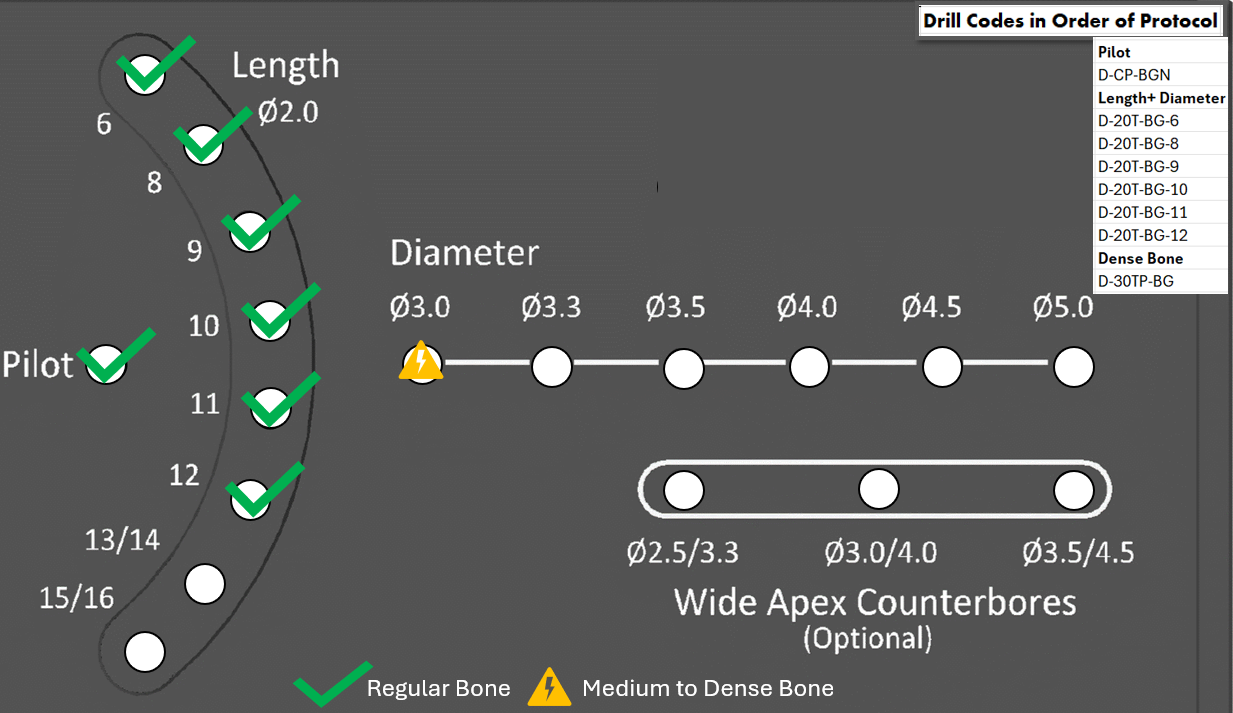 Drill Codes in Order of Protocol
Pilot
D-CP-BGN
Length+ Diameter
D-20T-BG-6
D-20T-BG-8
D-20T-BG-9
D-20T-BG-10
D-20T-BG-11
D-20T-BG-12
Dense Bone
D-30TP-BG
Length
Ø2.0
6
8
9
10
Pilot
11
12
13/14
15/16
Diameter
Ø3.0 Ø3.3 Ø3.5 Ø4.0 Ø4.5 Ø5.0
Ø2.5/3.3 Ø3.0/4.0 Ø3.5/4.5
Wide Apex Counterbores
(Optional)
Regular Bone Medium to Dense Bone